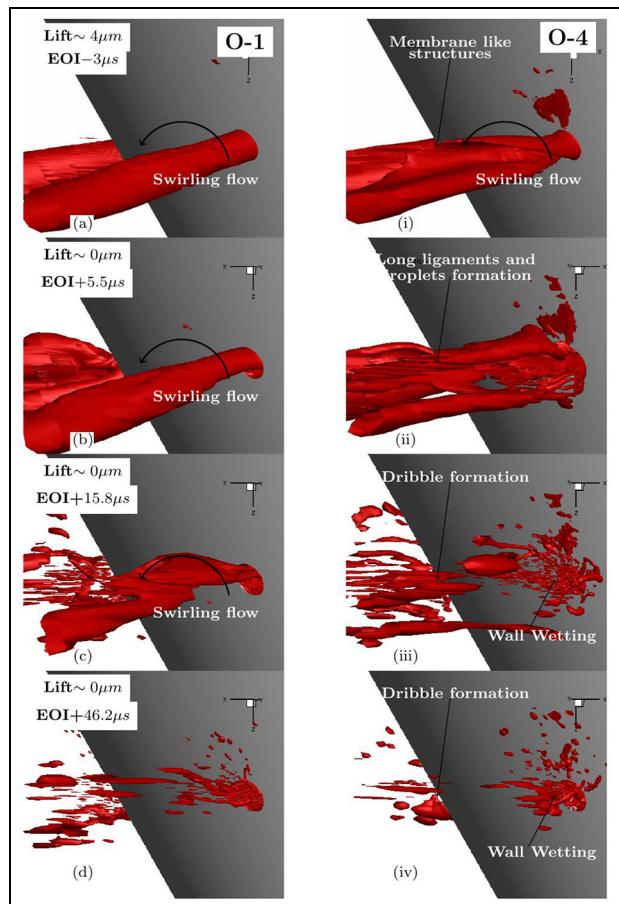 Lift~ 4μm
EOI−3μs
O-1
Z
Swirling flow
(a)
Membrane like
structures
O-4
X
Z
Swirling flow
(i)
Lift~ 0μm
EOI+5.5μs
X
Y
Z
Swirling flow
(b)
Long ligaments and
droplets formation
Y
X
Z
(ii)
Lift~ 0μm
EOI+15.8μs
X
Y
Z
Swirling flow
(c)
Dribble formation
Y
X
Z
Wall Wetting
(iii)
Lift~ 0μm
EOI+46.2μs
X
Y
Z
(d)
Dribble formation
Y
X
Z
Wall Wetting
(iv)